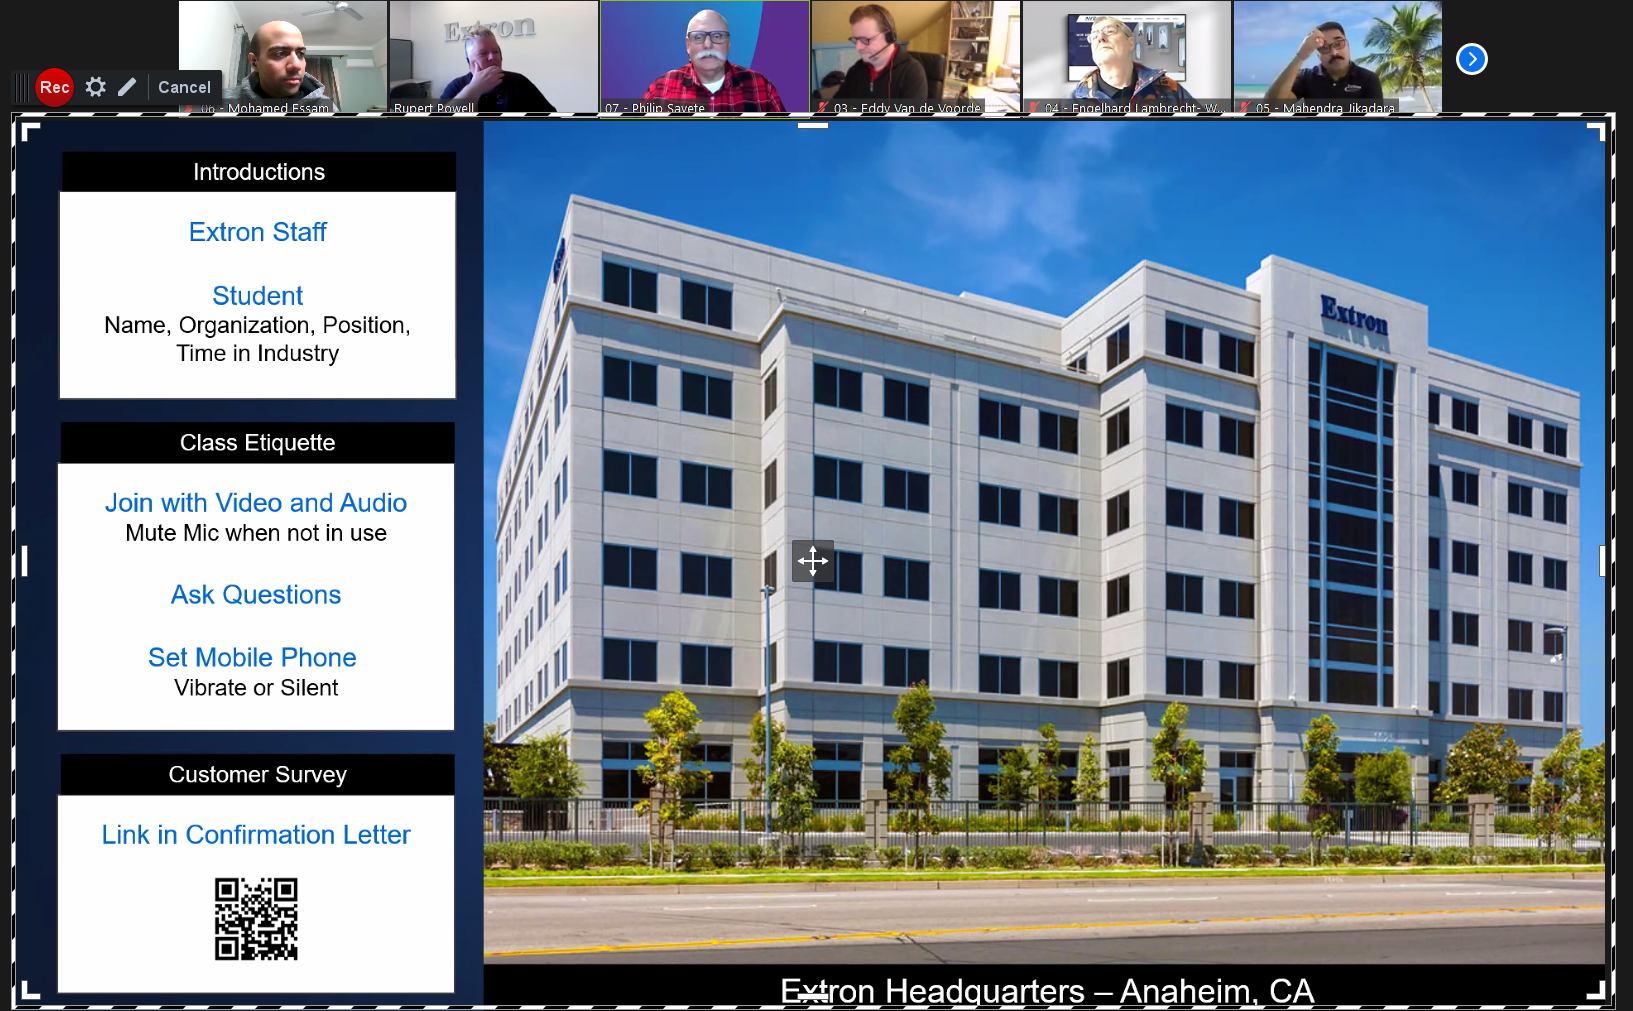 Extron
Rec
Cancel
06 - Mohamed Essam
Rupert Powell
07 - Philip Savete
03 - Eddy Van de Voorde
04 - Engelhard Lambrecht- W...
05 - Mahendra Jikadara
Introductions
Extron Staff
Student
Name, Organization, Position,
Time in Industry
Class Etiquette
Join with Video and Audio
Mute Mic when not in use
Ask Questions
Set Mobile Phone
Vibrate or Silent
Customer Survey
Link in Confirmation Letter
Extron
Extron Headquarters – Anaheim, CA